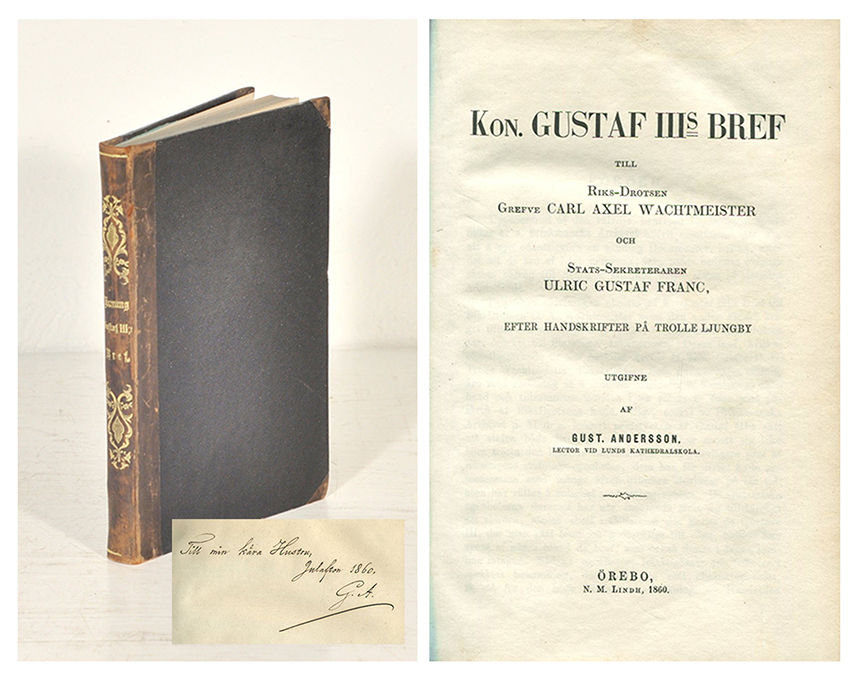 Konung
Gustaf III:s
Bref.
Till min kära Hustru,
Julafton 1860.
G. A.
Kon. GUSTAF IIIS BREF
TILL
Riks-Drotsen
Grefve CARL AXEL WACHTMEISTER
OCH
Stats-Sekreteraren
ULRIC GUSTAF FRANC,
EFTER HANDSKRIFTER PÅ TROLLE LJUNGBY
UTGIFNE
AF
GUST. ANDERSSON.
LECTOR VID LUNDS KATHEDRALSKOLA.
ÖREBO,
N. M. Lindh, 1860.